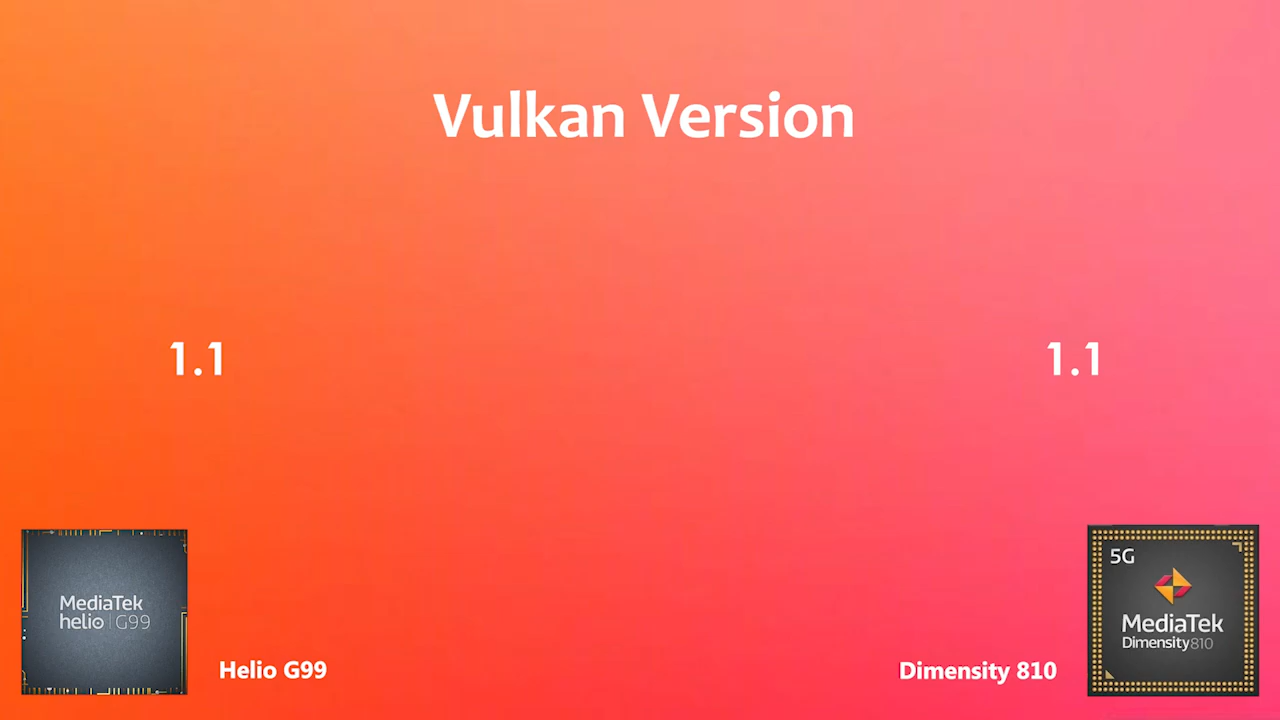 Vulkan Version
1.1
1.1
MediaTek
helio G99
Helio G99
Dimensity 810
5G
MediaTek
Dimensity 810